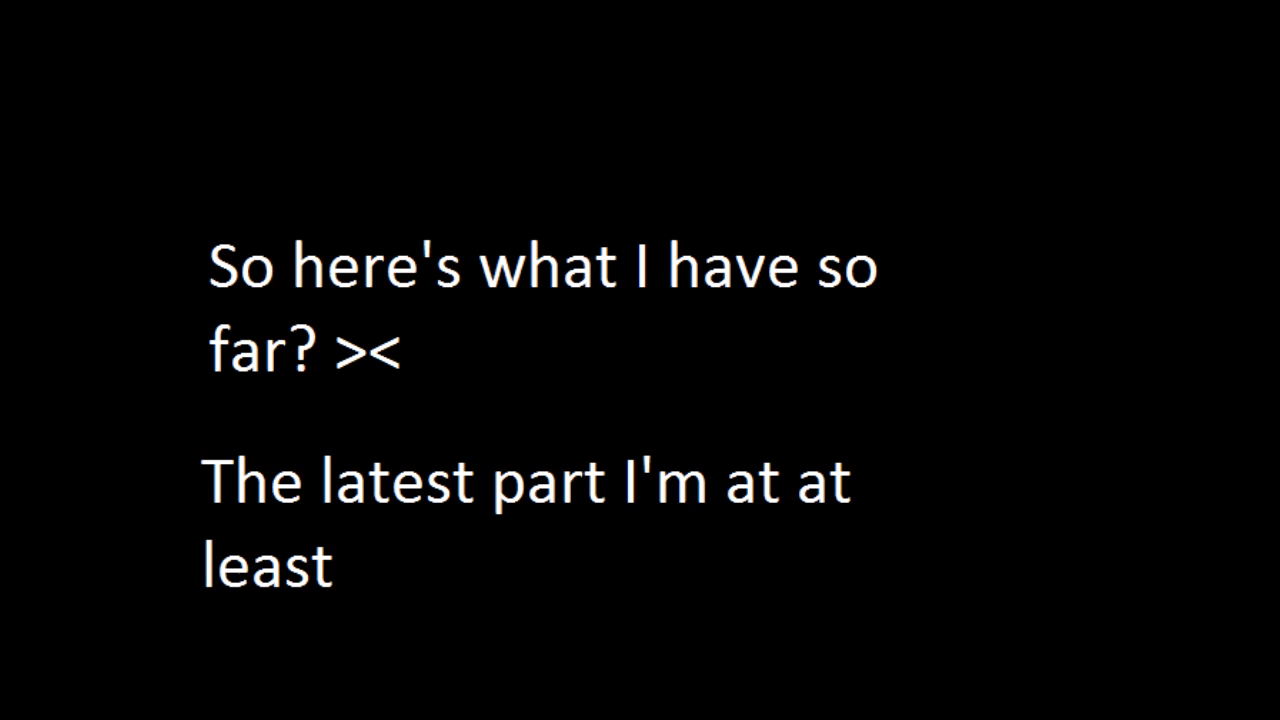 So here's what I have so
far? ><
The latest part I'm at at
least